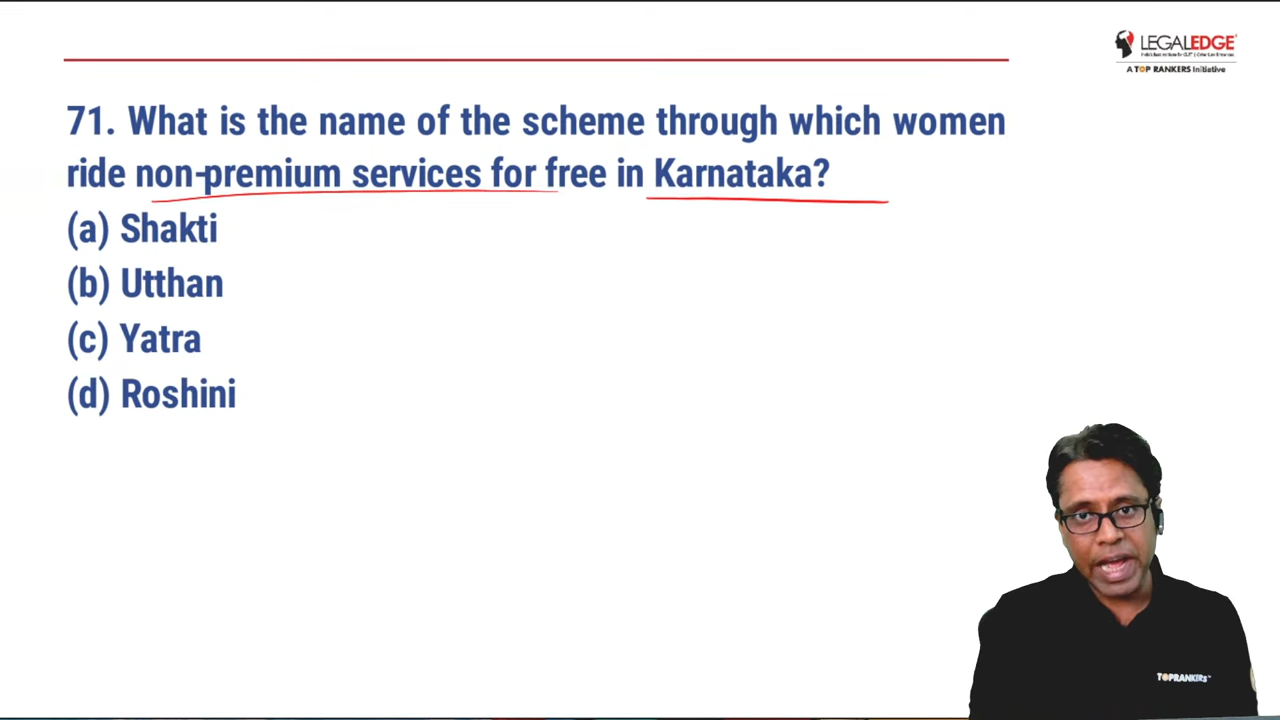 LEGALEDGE
A TOP RANKERS Initiative
71. What is the name of the scheme through which women
ride non-premium services for free in Karnataka?
(a) Shakti
(b) Utthan
(c) Yatra
(d) Roshini
TOPRANKERS